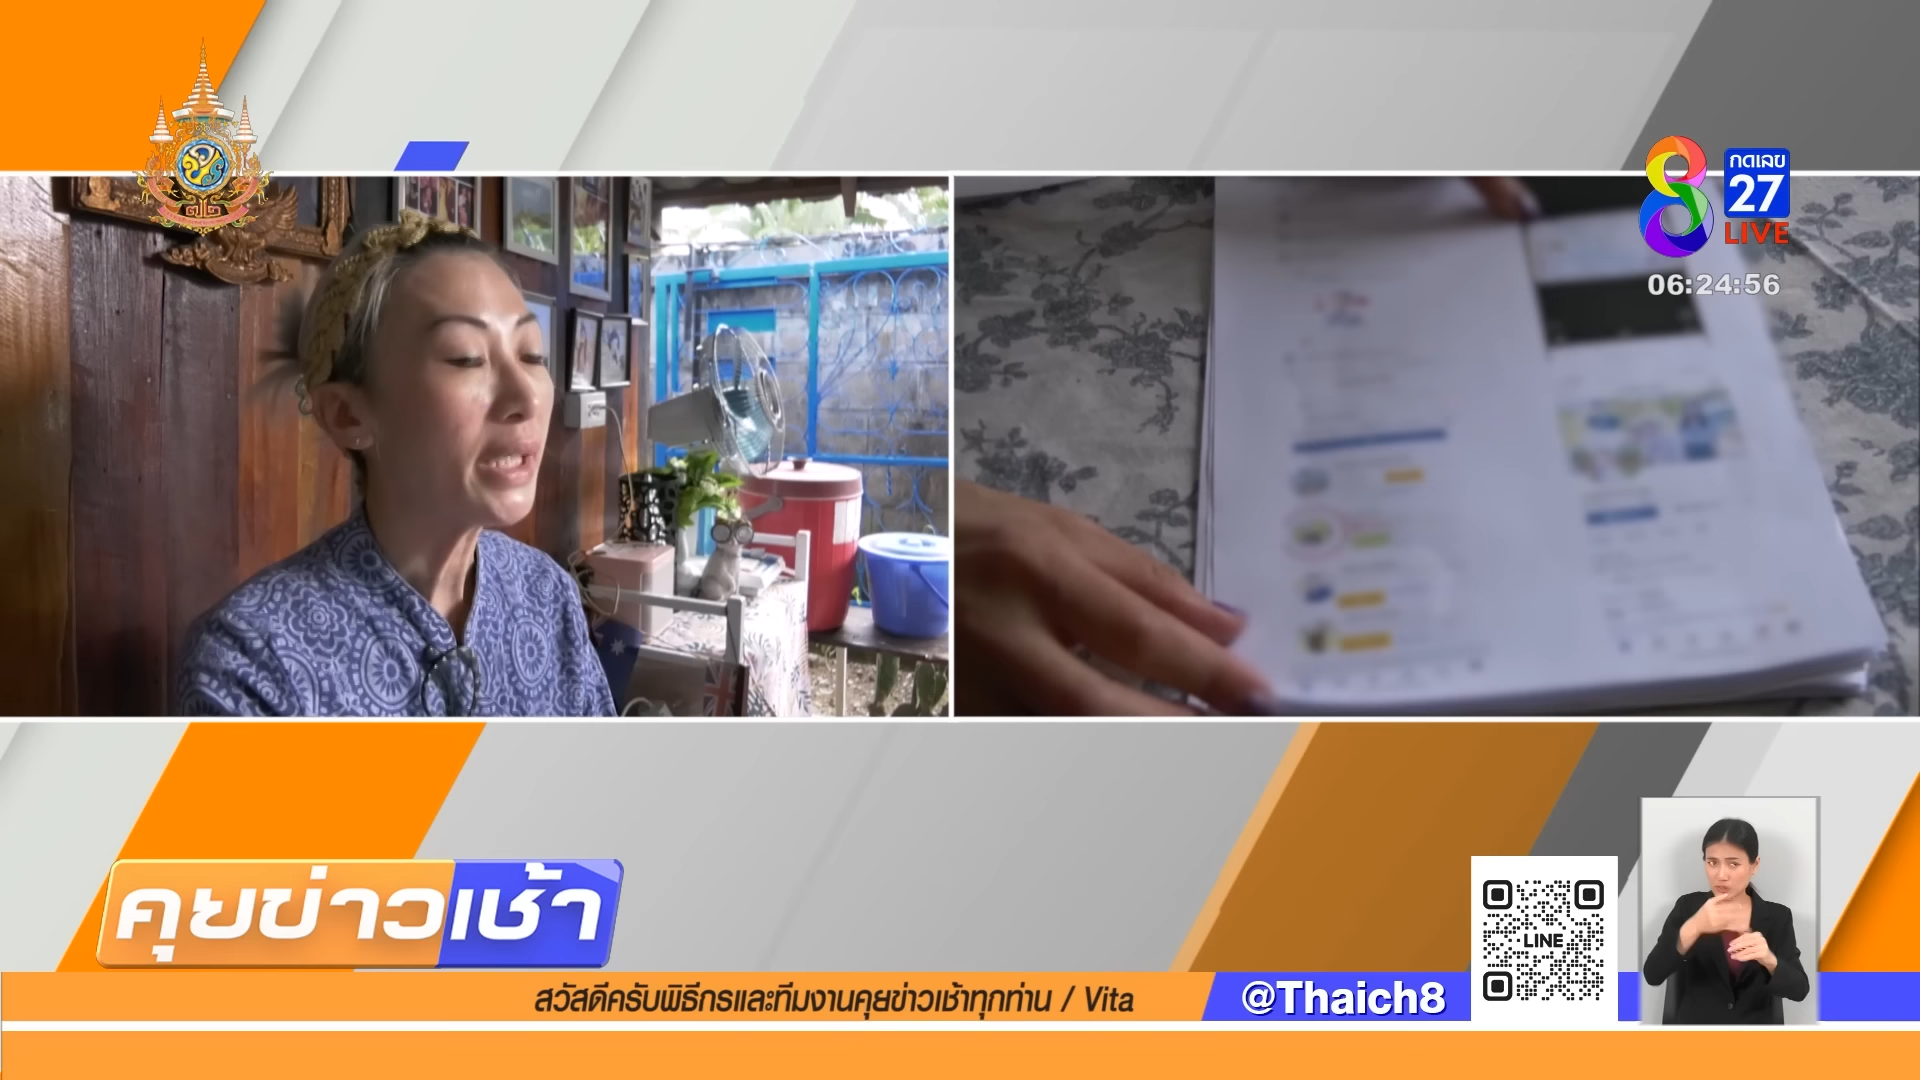 กดเลข
27
LIVE
06:24:56
คุยข่าวเช้า
สวัสดีครับพิธีกรและทีมงานคุยข่าวเช้าทุกท่าน / Vita
@Thaich8
LINE